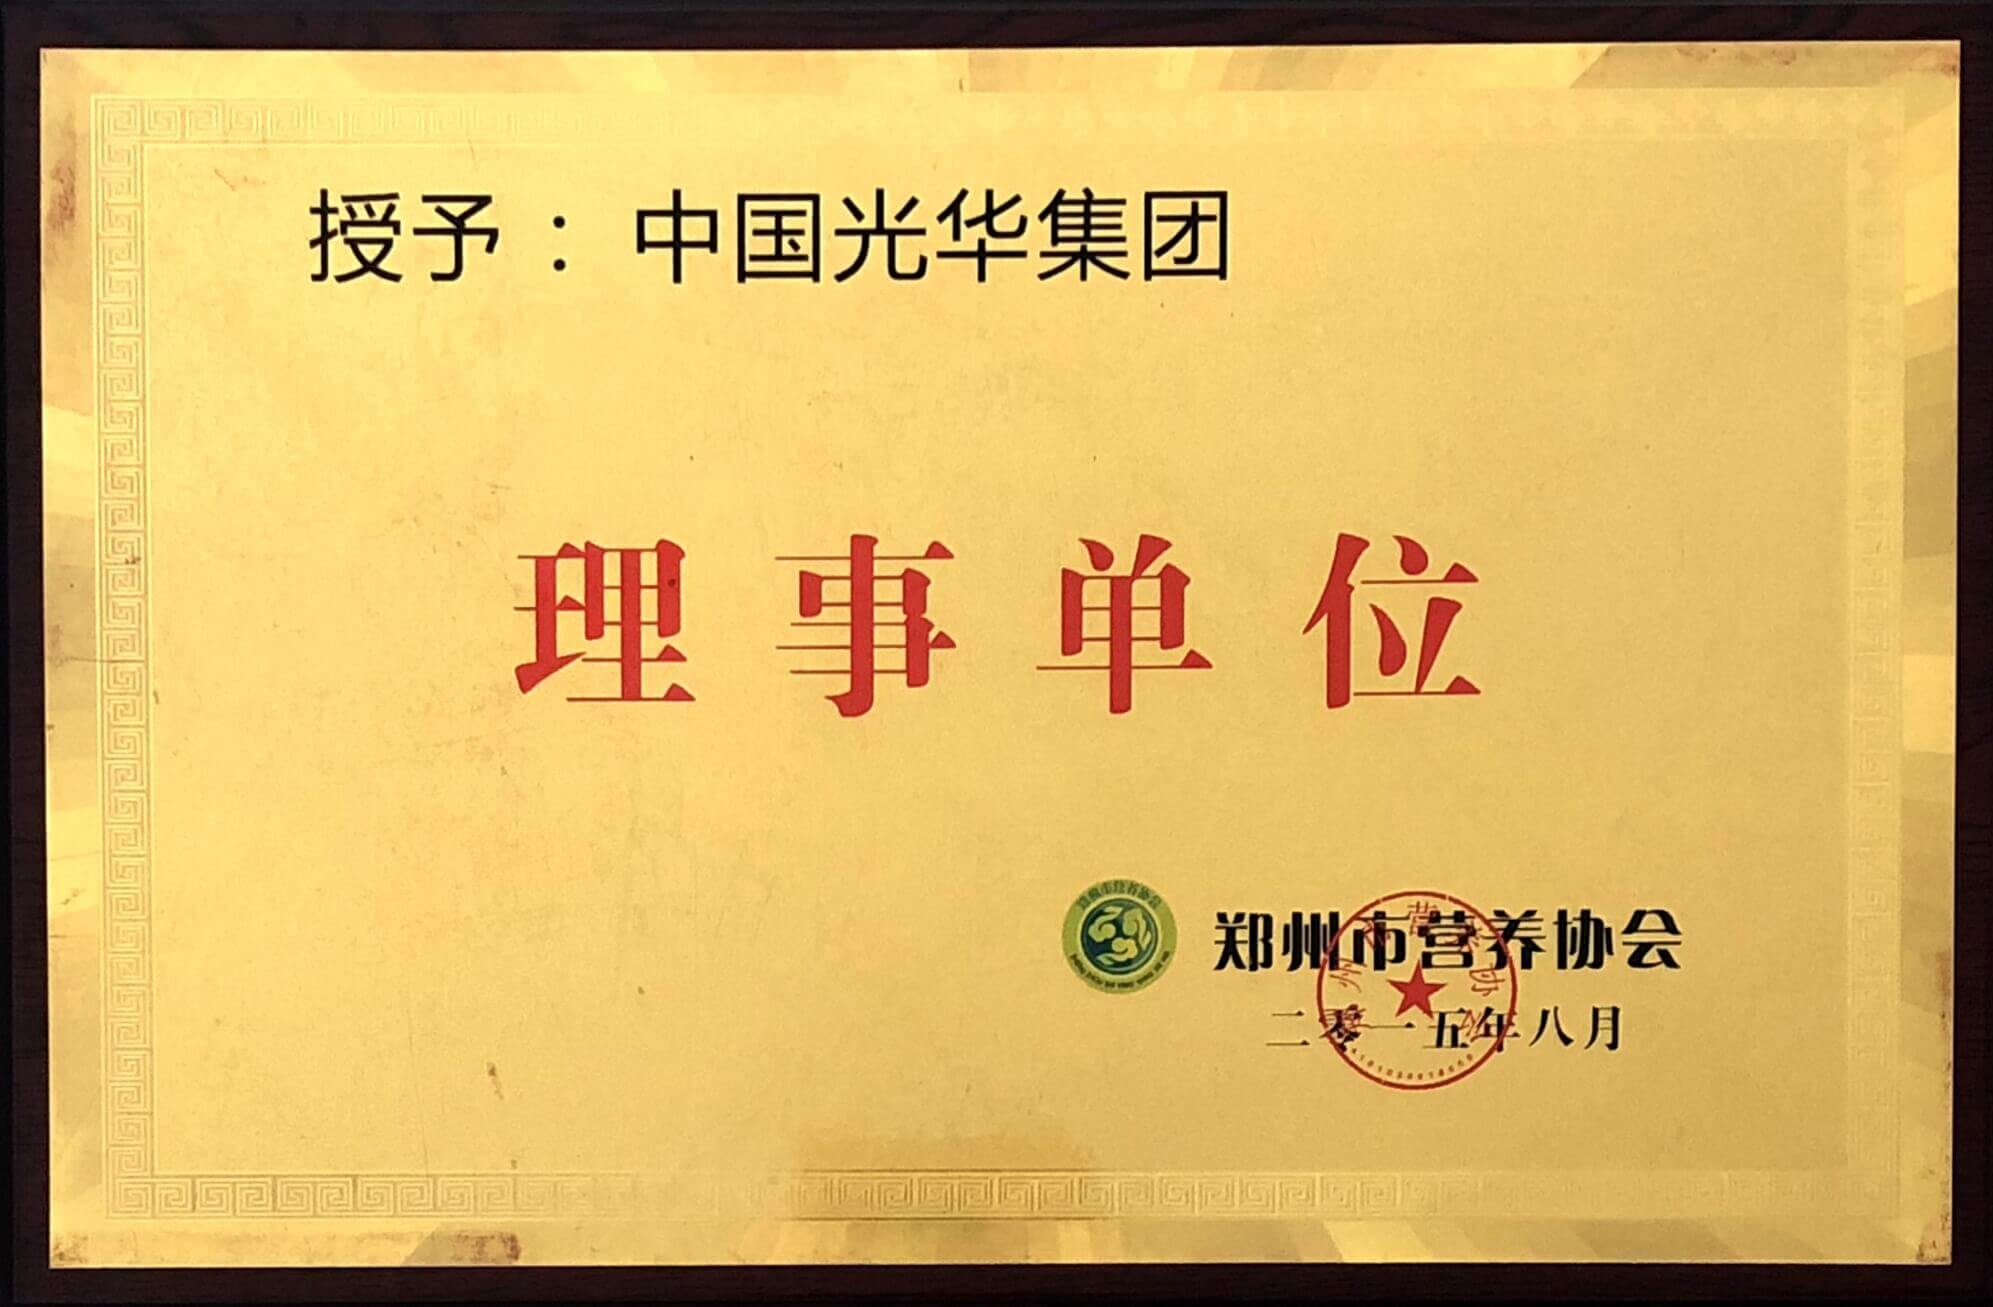 授予：中国光华集团
理事单位
郑州市营养协会
二零一五年八月